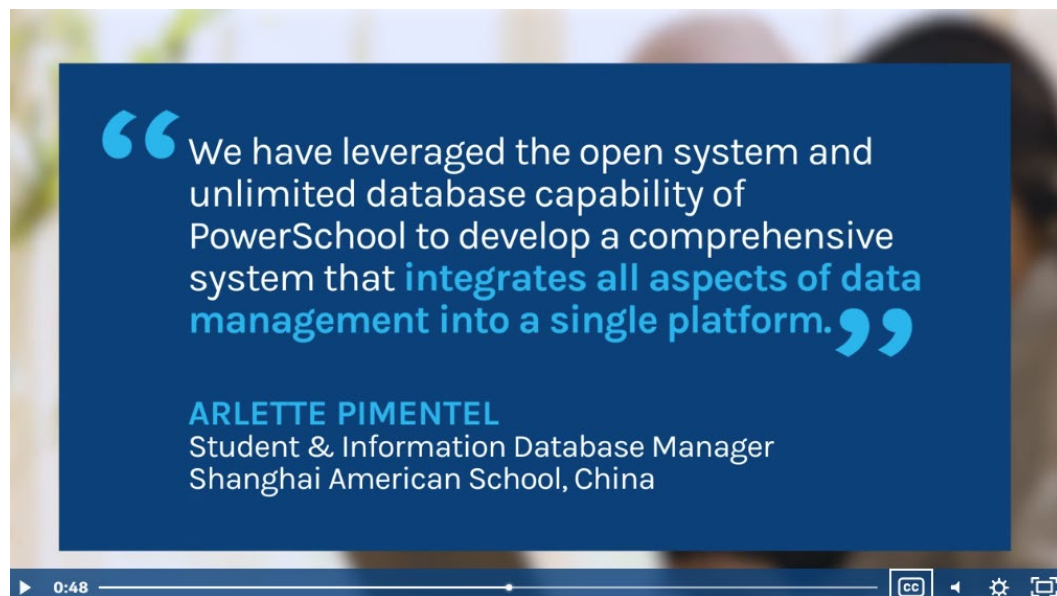 “We have leveraged the open system and
unlimited database capability of
PowerSchool to develop a comprehensive
system that integrates all aspects of data
management into a single platform.”
ARLETTE PIMENTEL
Student & Information Database Manager
Shanghai American School, China
0:48
CC